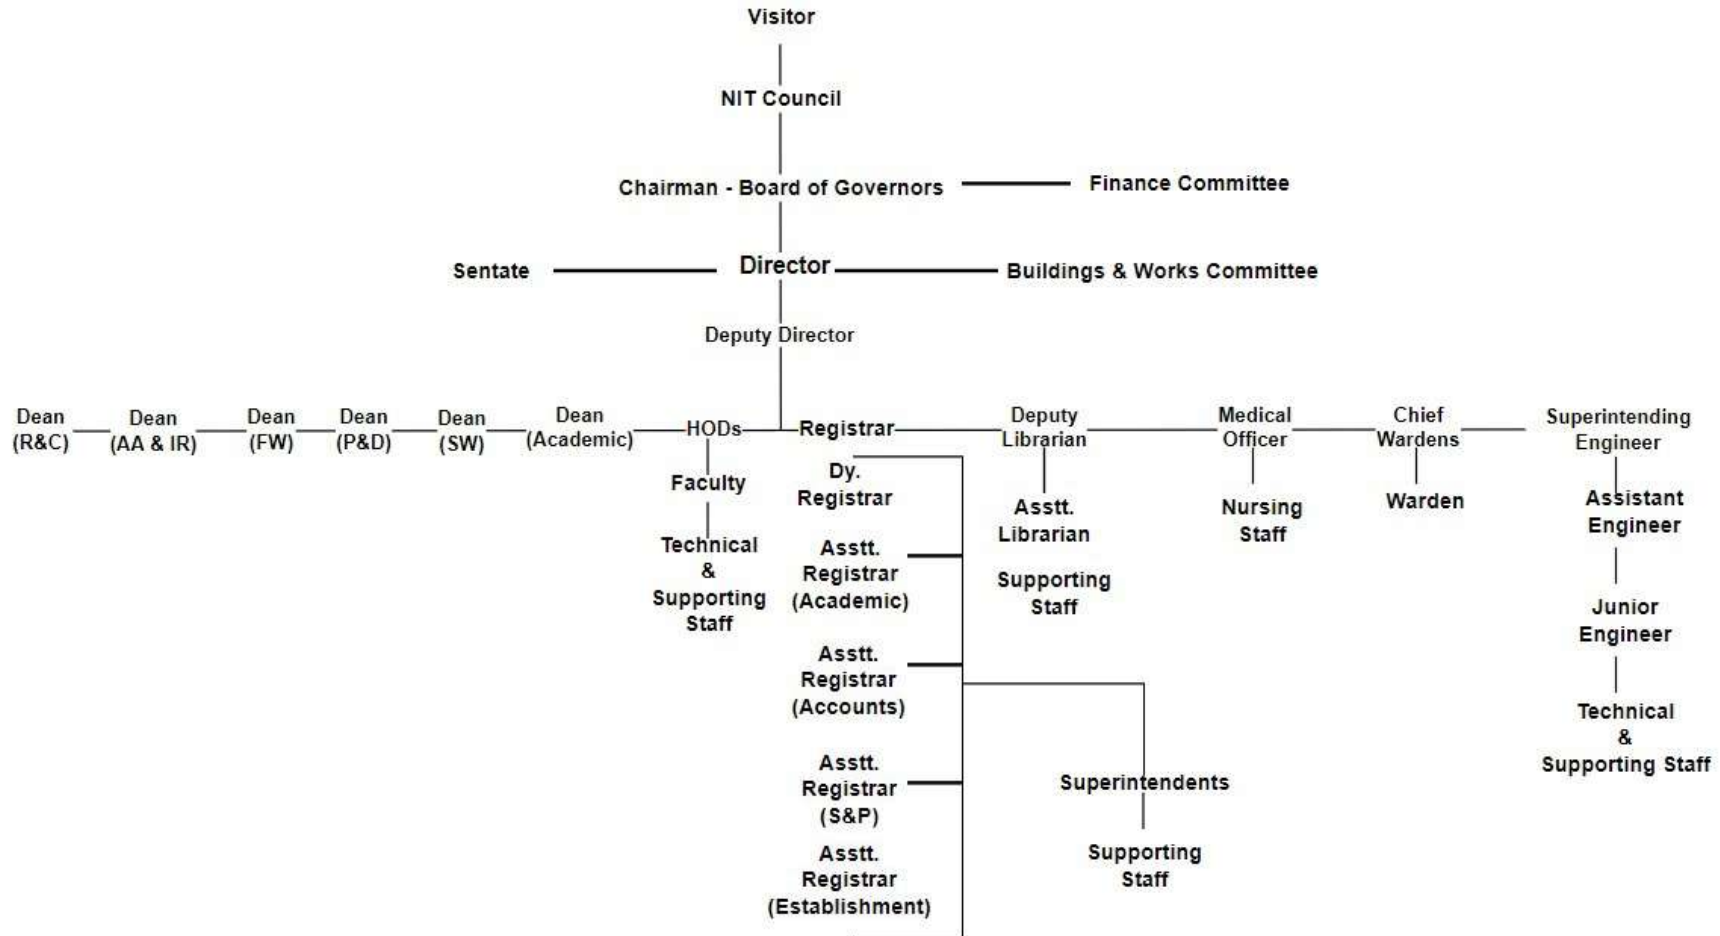 Visitor
NIT Council
Chairman - Board of Governors
Finance Committee
Sentate
Director
Buildings & Works Committee
Deputy Director
Dean
(R&C)
Dean
(AA & IR)
Dean
(FW)
Dean
(P&D)
Dean
(SW)
Dean
(Academic)
HODs
Registrar
Deputy
Librarian
Medical
Officer
Chief
Wardens
Superintending
Engineer
Faculty
Technical
&
Supporting
Staff
Dy.
Registrar
Asstt.
Registrar
(Academic)
Asstt.
Registrar
(Accounts)
Asstt.
Registrar
(S&P)
Asstt.
Registrar
(Establishment)
Superintendents
Supporting
Staff
Asstt.
Librarian
Supporting
Staff
Nursing
Staff
Warden
Assistant
Engineer
Junior
Engineer
Technical
&
Supporting Staff